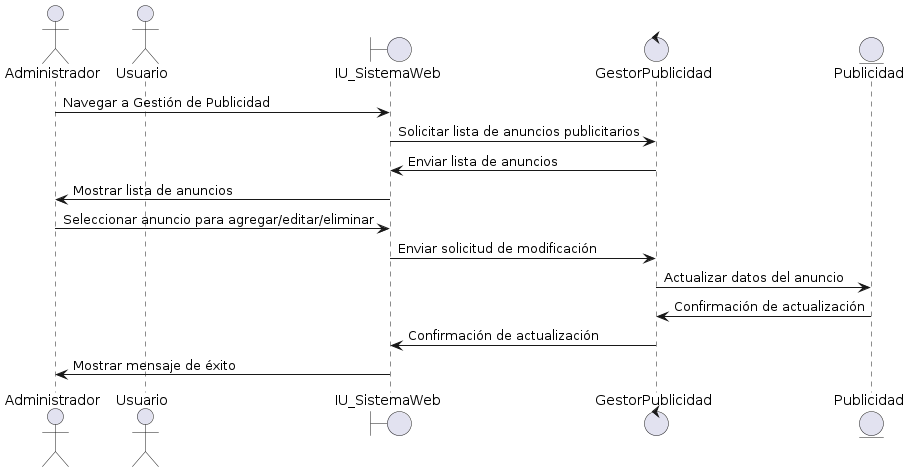 Administrador
Usuario
IU_SistemaWeb
GestorPublicidad
Publicidad
Navegar a Gestión de Publicidad
Solicitar lista de anuncios publicitarios
Enviar lista de anuncios
Mostrar lista de anuncios
Seleccionar anuncio para agregar/editar/eliminar
Enviar solicitud de modificación
Actualizar datos del anuncio
Confirmación de actualización
Confirmación de actualización
Mostrar mensaje de éxito
Administrador
Usuario
IU_SistemaWeb
GestorPublicidad
Publicidad